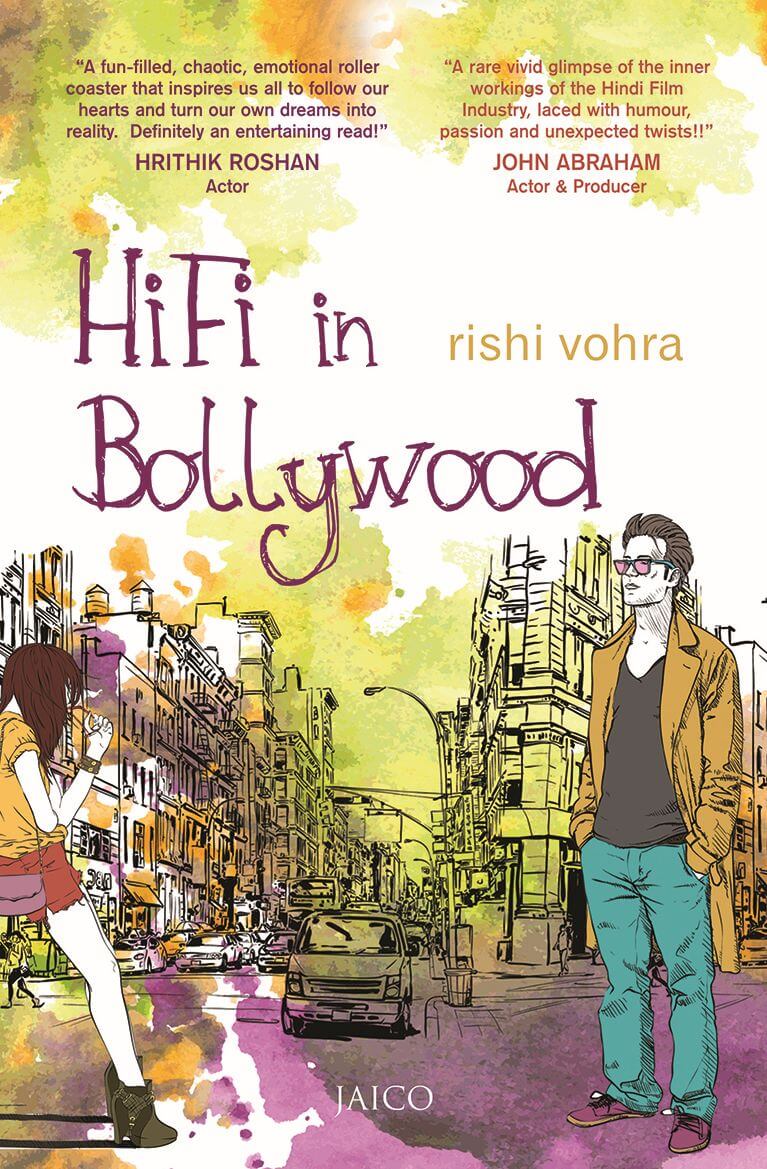 “A fun-filled, chaotic, emotional roller
coaster that inspires us all to follow our
hearts and turn our own dreams into
reality.  Definitely an entertaining read!”
HRITHIK ROSHAN
Actor
“A rare vivid glimpse of the inner
workings of the Hindi Film
Industry, laced with humour,
passion and unexpected twists!!”
JOHN ABRAHAM
Actor & Producer
HiFi in
rishi vohra
Bollywood
JAICO